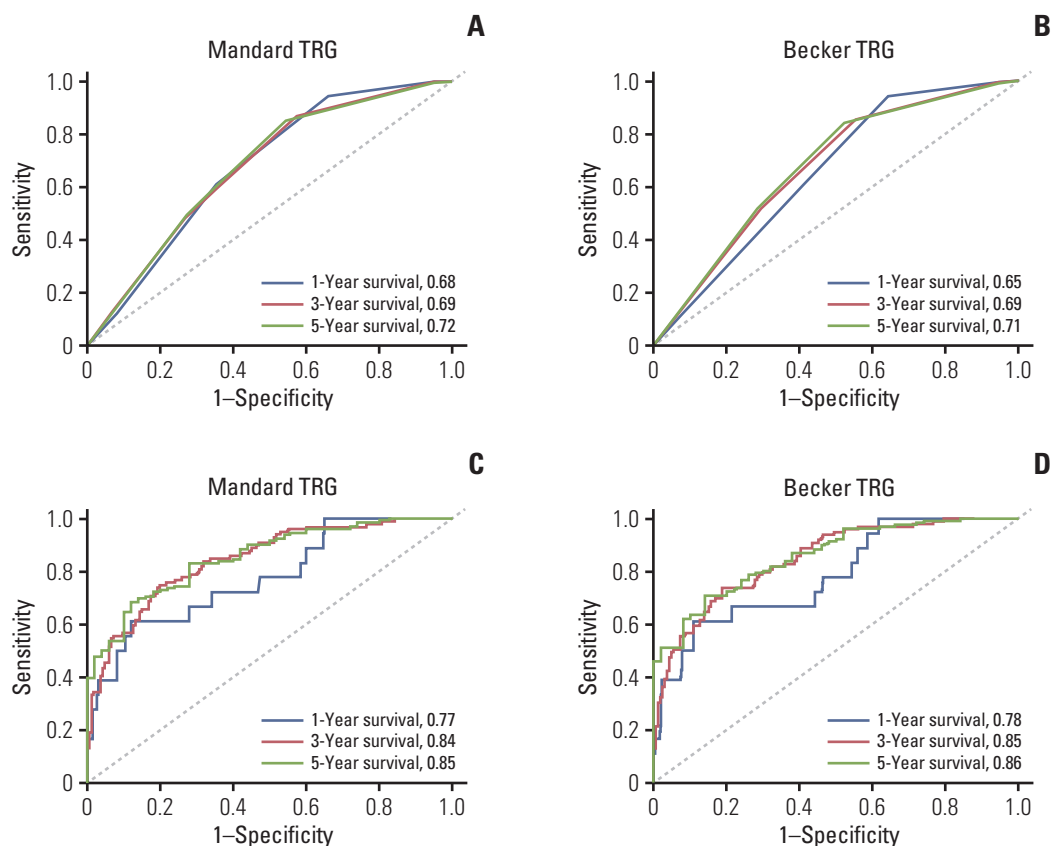 A
Mandard TRG
1.0
0.8
0.6
0.4
0.2
0
Sensitivity
1-Year survival, 0.68
3-Year survival, 0.69
5-Year survival, 0.72
0 0.2 0.4 0.6 0.8 1.0
1–Specificity
B
Becker TRG
1.0
0.8
0.6
0.4
0.2
0
Sensitivity
1-Year survival, 0.65
3-Year survival, 0.69
5-Year survival, 0.71
0 0.2 0.4 0.6 0.8 1.0
1–Specificity
C
Mandard TRG
1.0
0.8
0.6
0.4
0.2
0
Sensitivity
1-Year survival, 0.77
3-Year survival, 0.84
5-Year survival, 0.85
0 0.2 0.4 0.6 0.8 1.0
1–Specificity
D
Becker TRG
1.0
0.8
0.6
0.4
0.2
0
Sensitivity
1-Year survival, 0.78
3-Year survival, 0.85
5-Year survival, 0.86
0 0.2 0.4 0.6 0.8 1.0
1–Specificity